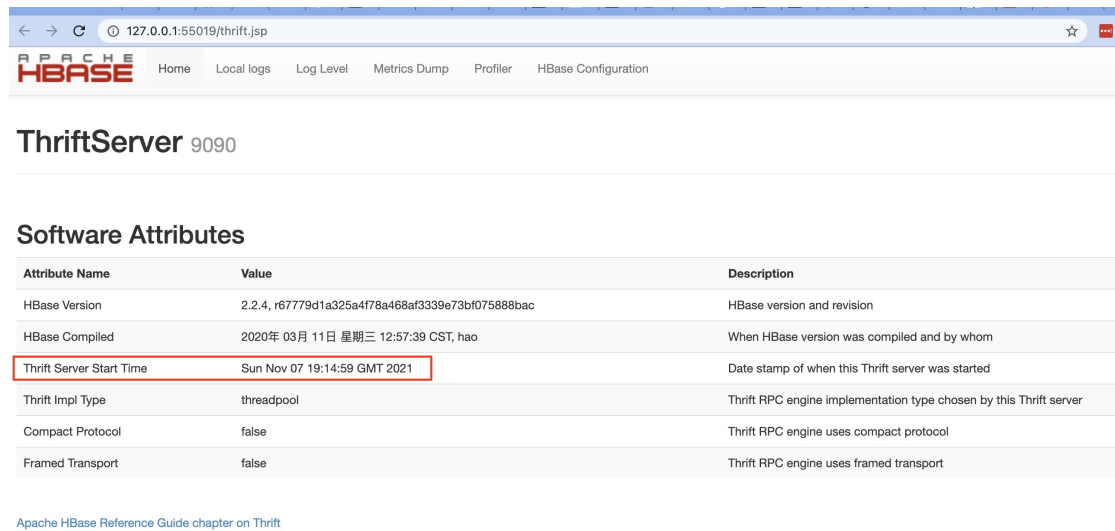 127.0.0.1:55019/thrift.jsp
APACHE
HBASE Home Local logs Log Level Metrics Dump Profiler HBase Configuration
ThriftServer 9090
Software Attributes
Attribute Name Value Description
HBase Version 2.2.4, r67779d1a325a4f78a468af3339e73bf075888bac HBase version and revision
HBase Compiled 2020年 03月 11日 星期三 12:57:39 CST, hao When HBase version was compiled and by whom
Thrift Server Start Time Sun Nov 07 19:14:59 GMT 2021 Date stamp of when this Thrift server was started
Thrift Impl Type threadpool Thrift RPC engine implementation type chosen by this Thrift server
Compact Protocol false Thrift RPC engine uses compact protocol
Framed Transport false Thrift RPC engine uses framed transport
Apache HBase Reference Guide chapter on Thrift